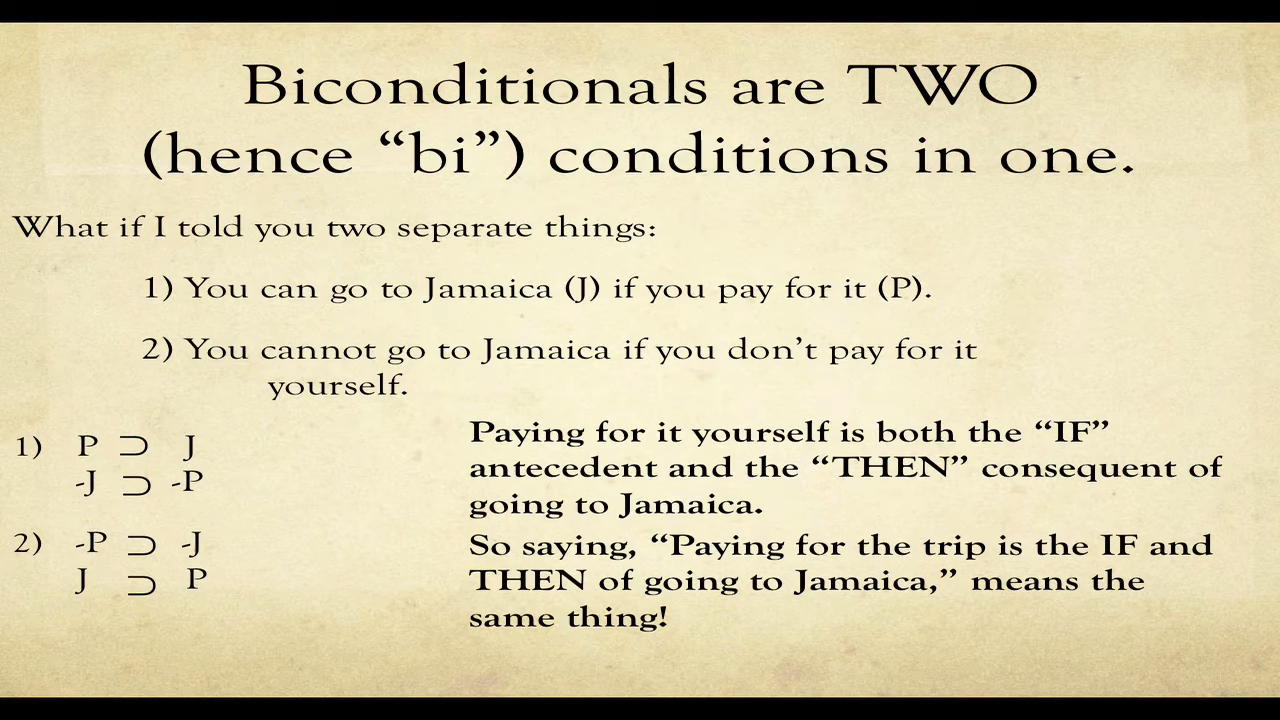 Biconditionals are TWO
(hence “bi”) conditions in one.
What if I told you two separate things:
1) You can go to Jamaica (J) if you pay for it (P).
2) You cannot go to Jamaica if you don’t pay for it
yourself.
1) P ⊃ J
-J ⊃ -P
2) -P ⊃ -J
J ⊃ P
Paying for it yourself is both the “IF”
antecedent and the “THEN” consequent of
going to Jamaica.
So saying, “Paying for the trip is the IF and
THEN of going to Jamaica,” means the
same thing!